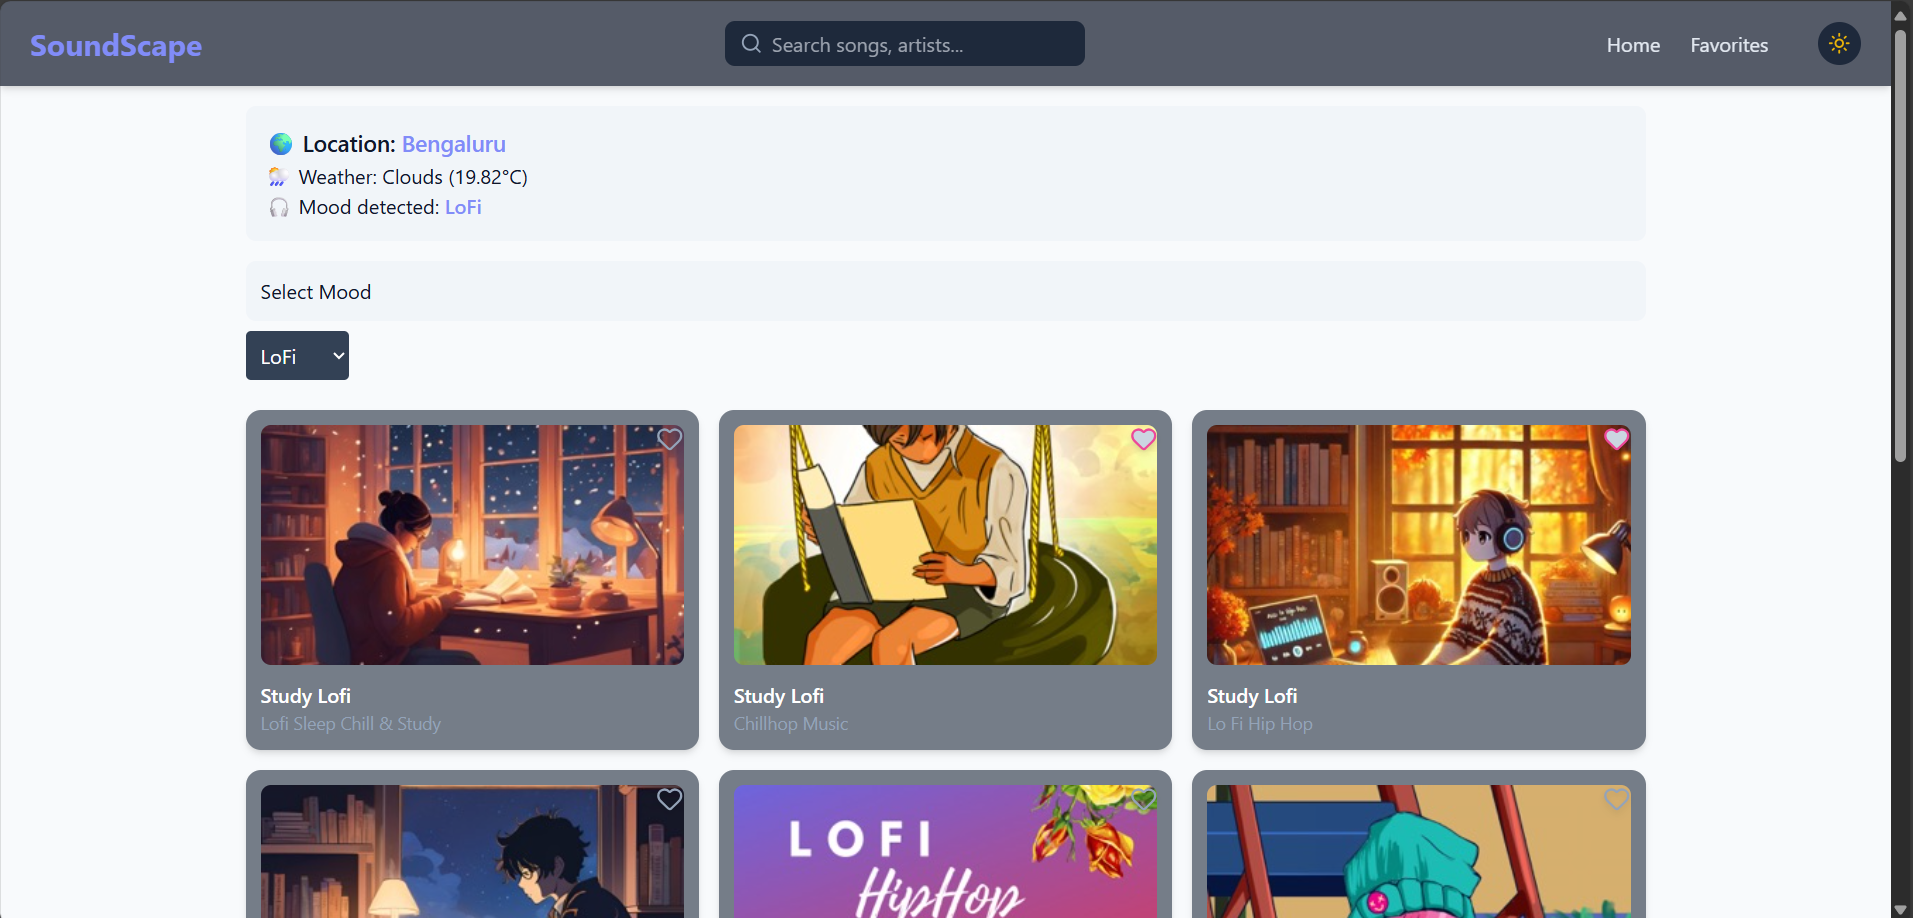 SoundScape
Search songs, artists...
Home
Favorites
Location: Bengaluru
Weather: Clouds (19.82°C)
Mood detected: LoFi
Select Mood
LoFi
Study Lofi
Lofi Sleep Chill & Study
Study Lofi
Chillhop Music
Study Lofi
Lo Fi Hip Hop
LOFI
HipHop